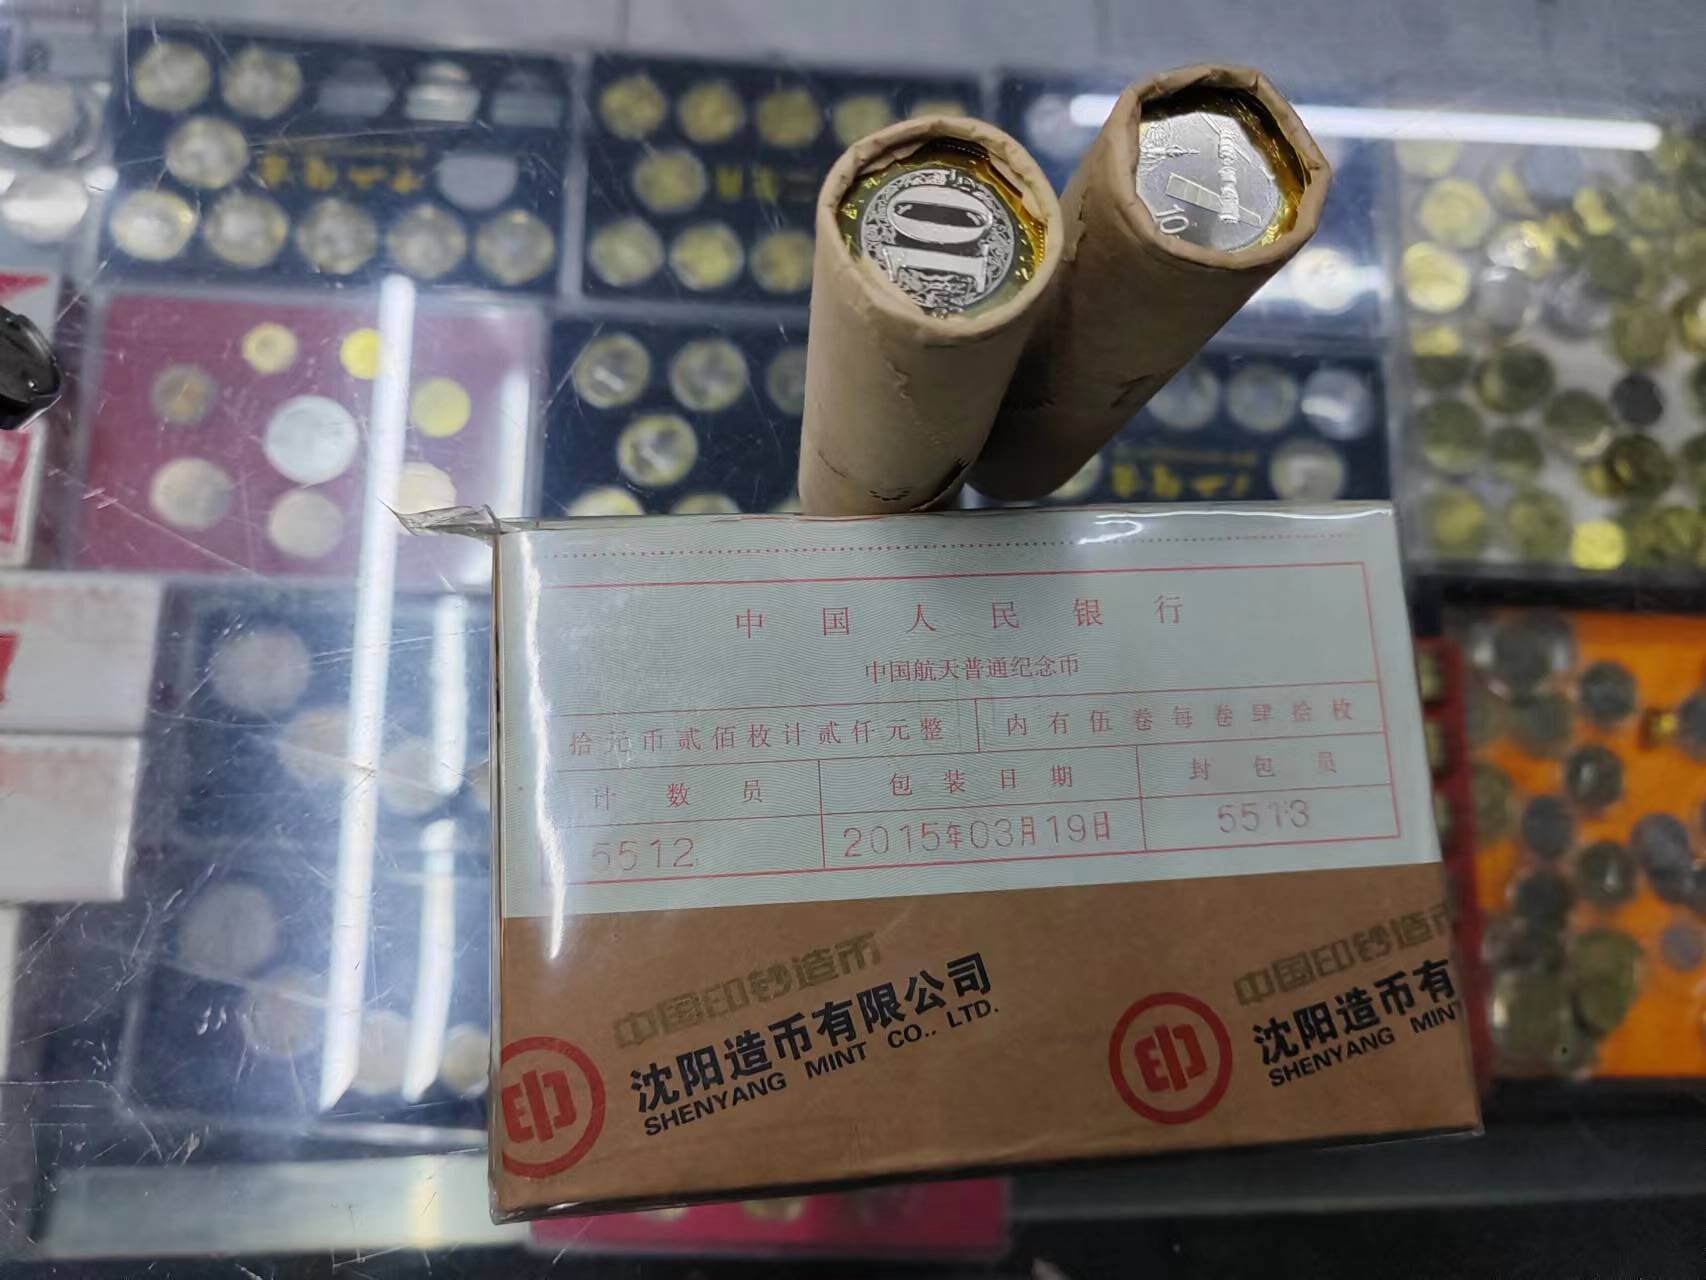 10
10
中国人民银行
中国航天普通纪念币
拾元币贰佰枚计贰仟元整 内有伍卷每卷肆拾枚
计数员 包装日期 封包员
5512 2015年03月19日 5513
中国印钞造币
沈阳造币有限公司
SHENYANG MINT CO., LTD.
中国印钞造币
沈阳造币有
SHENYANG MINT